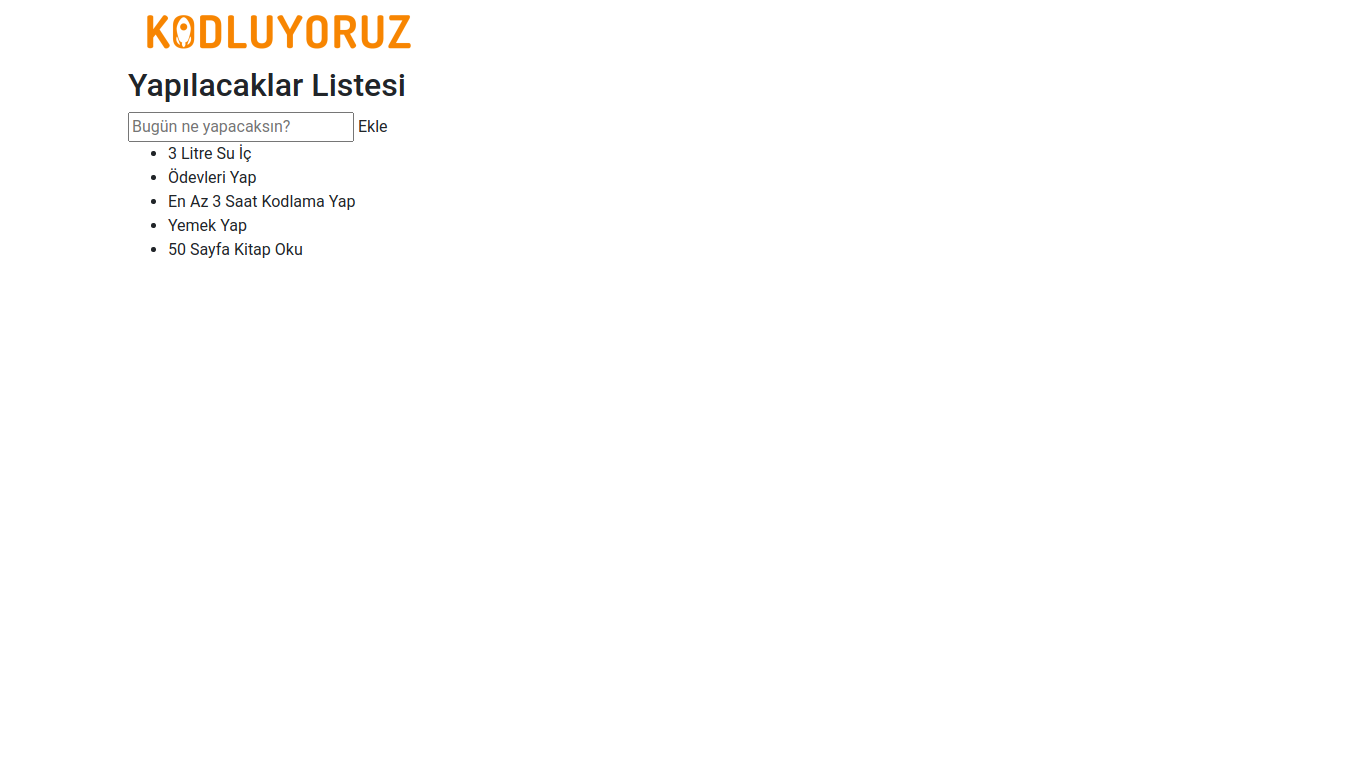 KODLUYORUZ
Yapılacaklar Listesi
Bugün ne yapacaksın? Ekle
3 Litre Su İç
Ödevleri Yap
En Az 3 Saat Kodlama Yap
Yemek Yap
50 Sayfa Kitap Oku